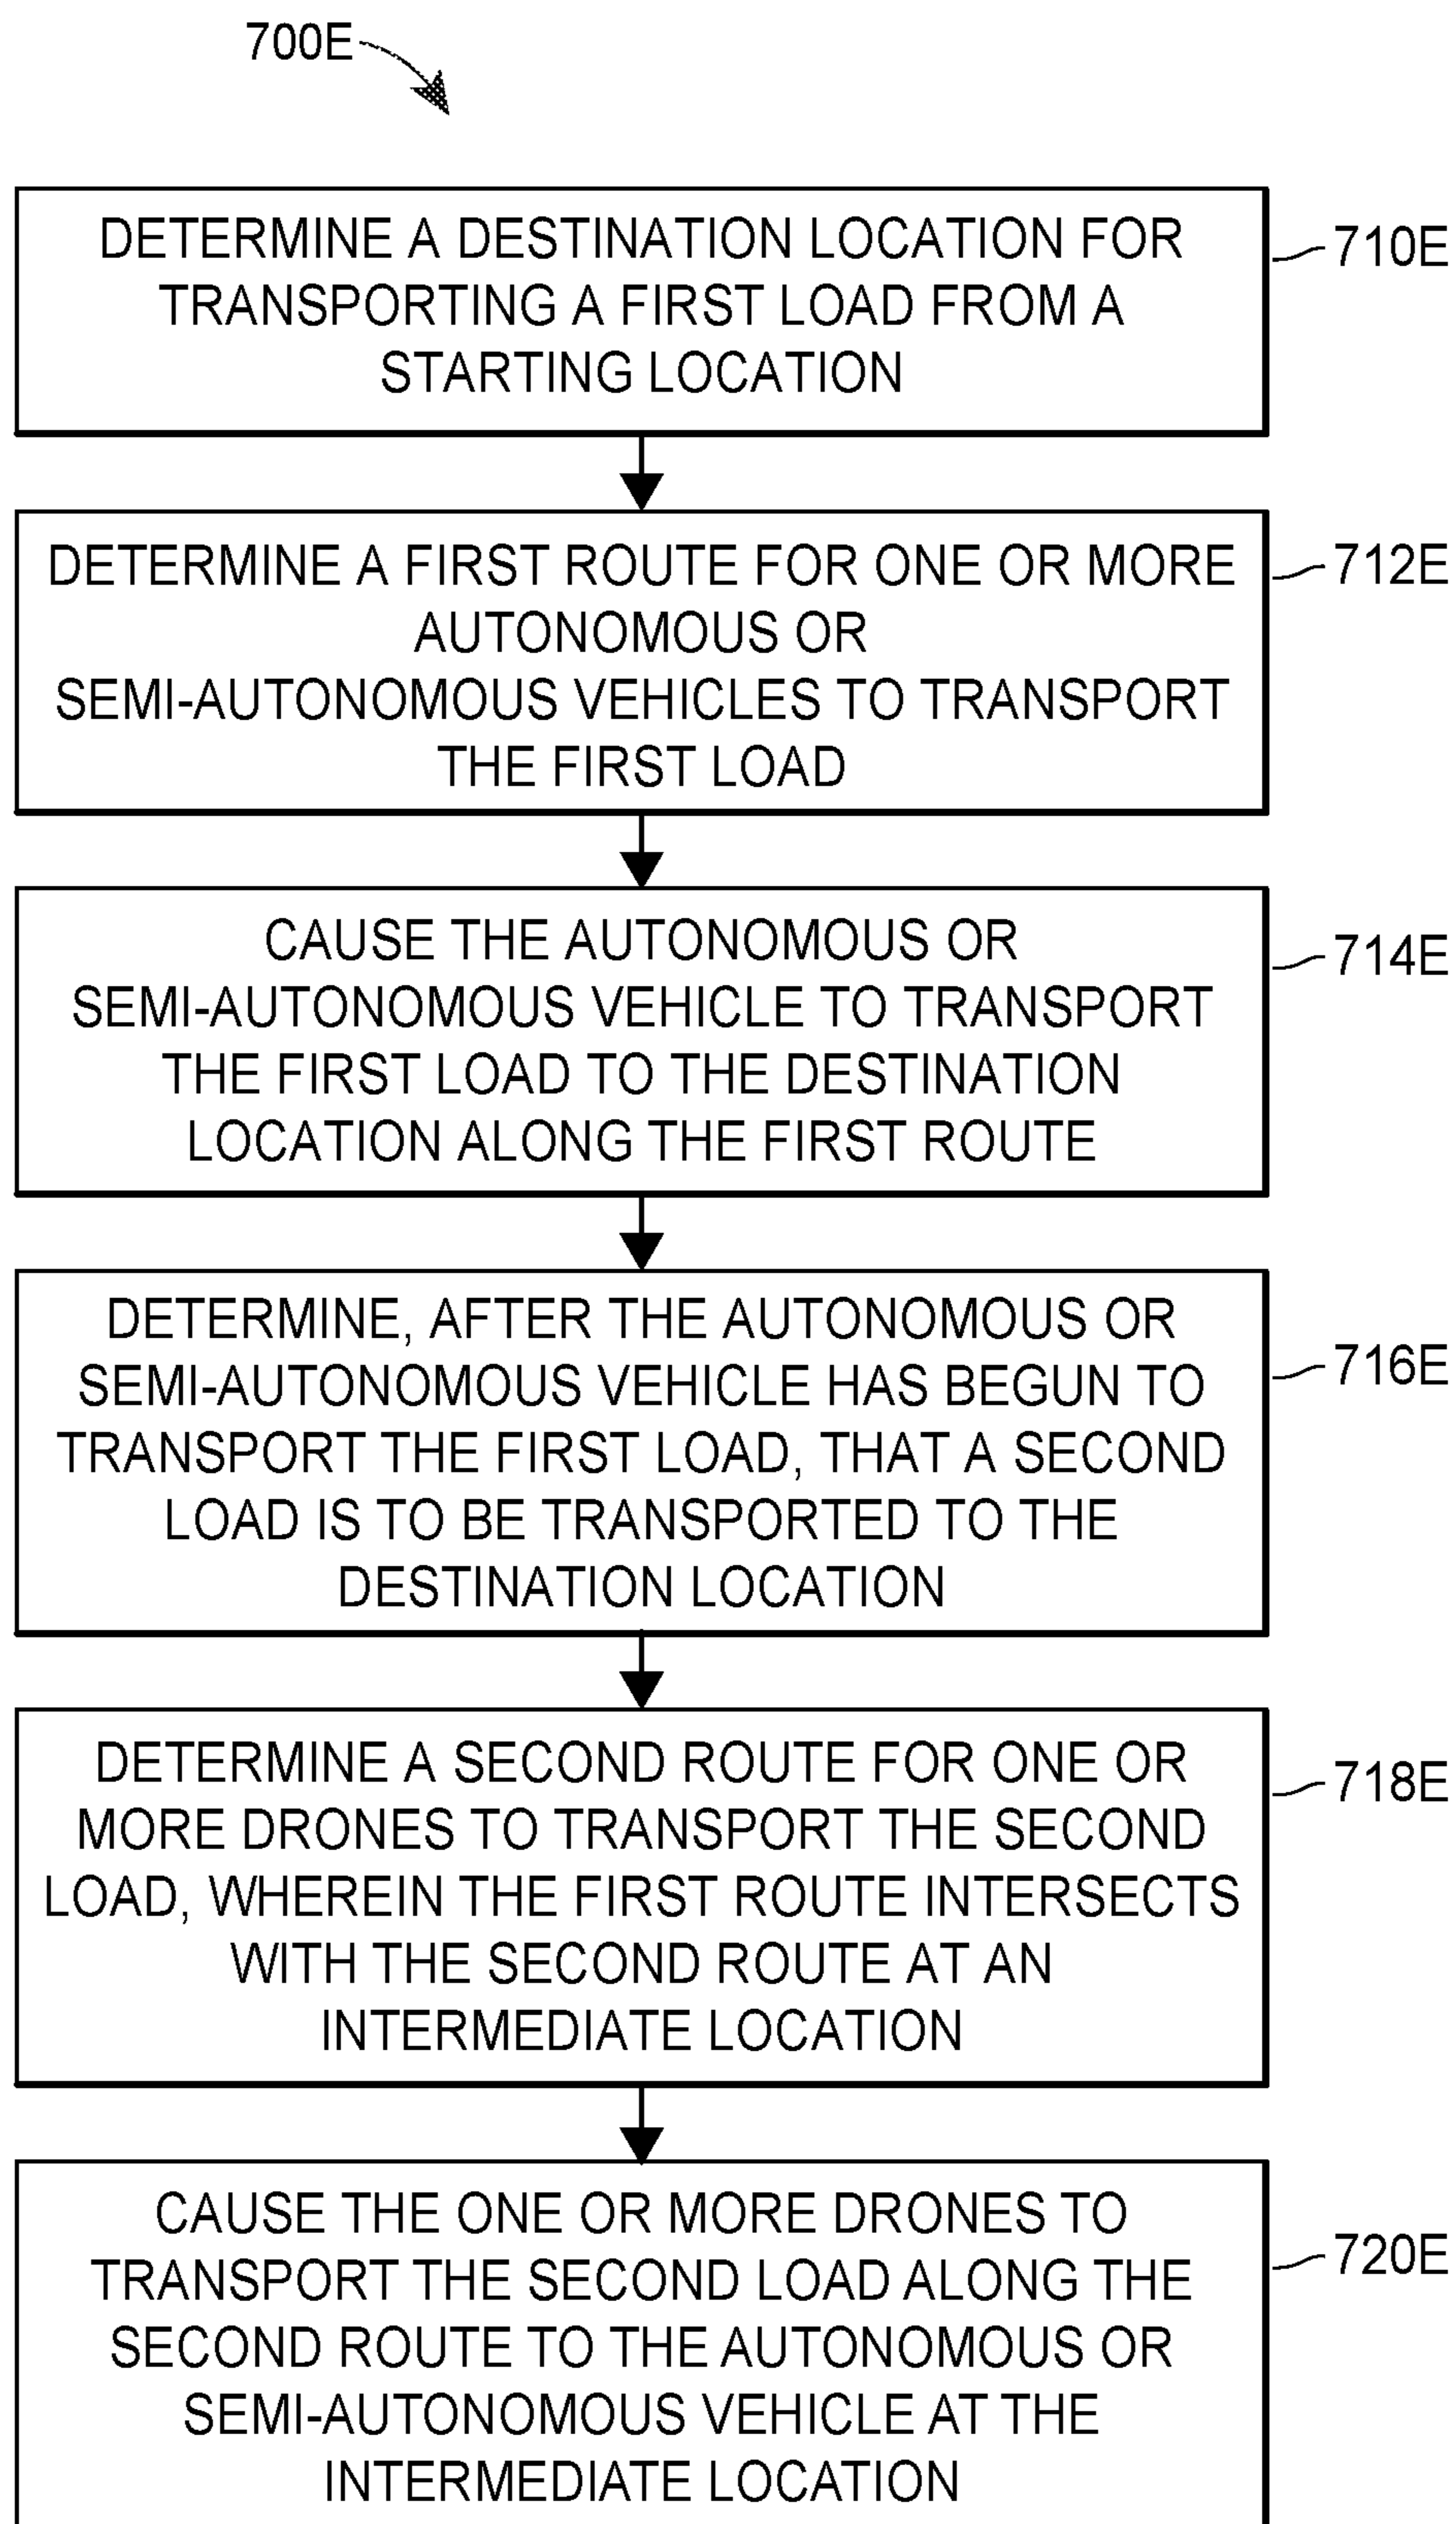 700E
DETERMINE A DESTINATION LOCATION FOR
TRANSPORTING A FIRST LOAD FROM A
STARTING LOCATION
710E
DETERMINE A FIRST ROUTE FOR ONE OR MORE
AUTONOMOUS OR
SEMI-AUTONOMOUS VEHICLES TO TRANSPORT
THE FIRST LOAD
712E
CAUSE THE AUTONOMOUS OR
SEMI-AUTONOMOUS VEHICLE TO TRANSPORT
THE FIRST LOAD TO THE DESTINATION
LOCATION ALONG THE FIRST ROUTE
714E
DETERMINE, AFTER THE AUTONOMOUS OR
SEMI-AUTONOMOUS VEHICLE HAS BEGUN TO
TRANSPORT THE FIRST LOAD, THAT A SECOND
LOAD IS TO BE TRANSPORTED TO THE
DESTINATION LOCATION
716E
DETERMINE A SECOND ROUTE FOR ONE OR
MORE DRONES TO TRANSPORT THE SECOND
LOAD, WHEREIN THE FIRST ROUTE INTERSECTS
WITH THE SECOND ROUTE AT AN
INTERMEDIATE LOCATION
718E
CAUSE THE ONE OR MORE DRONES TO
TRANSPORT THE SECOND LOAD ALONG THE
SECOND ROUTE TO THE AUTONOMOUS OR
SEMI-AUTONOMOUS VEHICLE AT THE
INTERMEDIATE LOCATION
720E